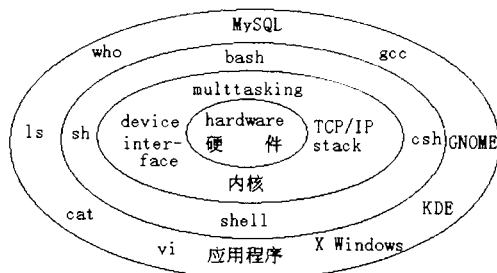 MySQL
who
gcc
bash
multtasking
hardware
硬 件
device
inter-
face
TCP/IP
stack
ls
sh
csh
GNOME
内核
cat
shell
KDE
vi
应用程序
X Windows